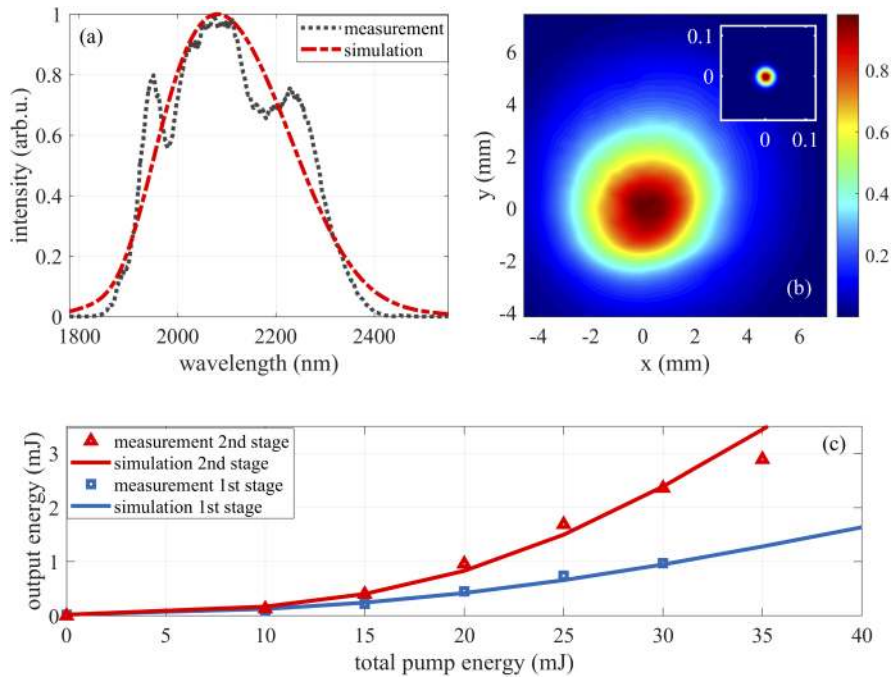 (a)
measurement
simulation
1
0.8
0.6
0.4
0.2
0
intensity (arb.u.)
1800 2000 2200 2400
wavelength (nm)
6
4
2
0
-2
-4
y (mm)
-4 -2 0 2 4 6
x (mm)
0.1
0
0 0.1
(b)
0.8
0.6
0.4
0.2
measurement 2nd stage
simulation 2nd stage
measurement 1st stage
simulation 1st stage
(c)
3
2
1
0
output energy (mJ)
0 5 10 15 20 25 30 35 40
total pump energy (mJ)